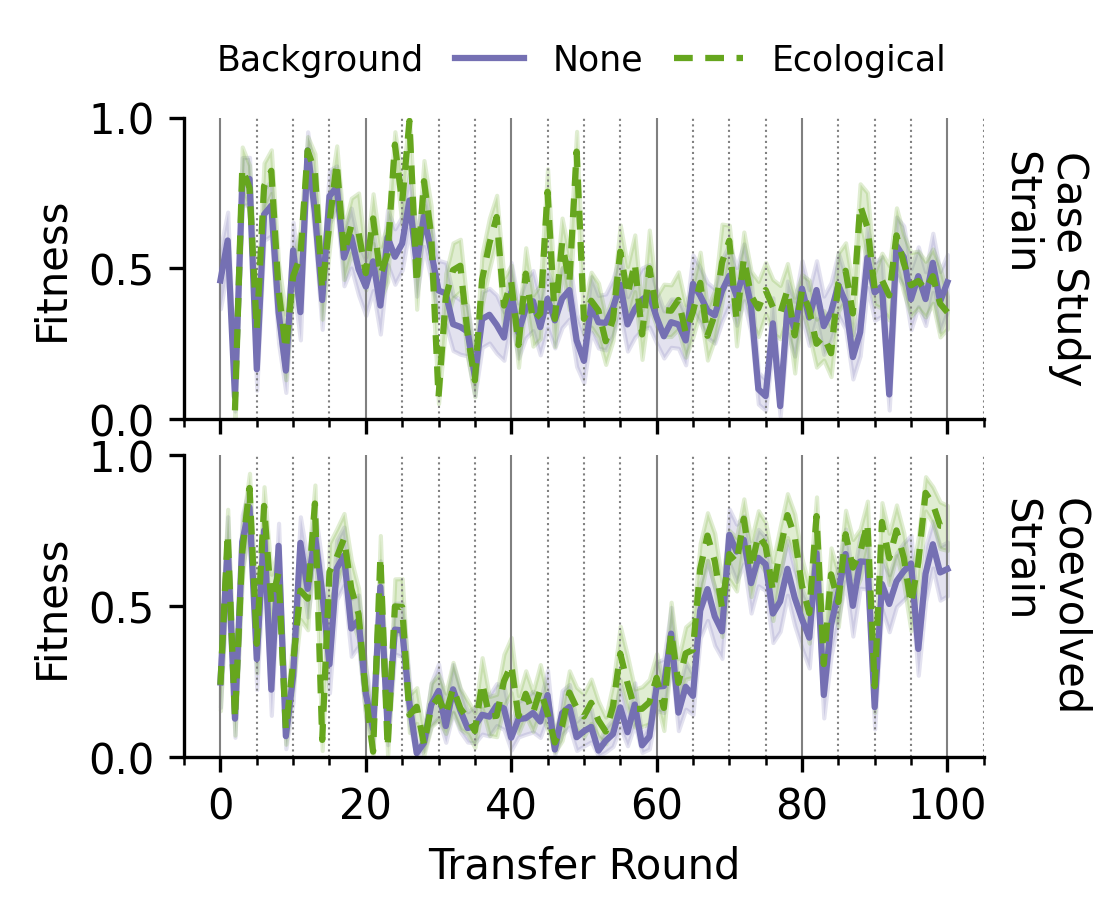 Background None Ecological
1.0
0.5
0.0
Fitness
Case Study
Strain
1.0
0.5
0.0
Fitness
Coevolved
Strain
0 20 40 60 80 100
Transfer Round